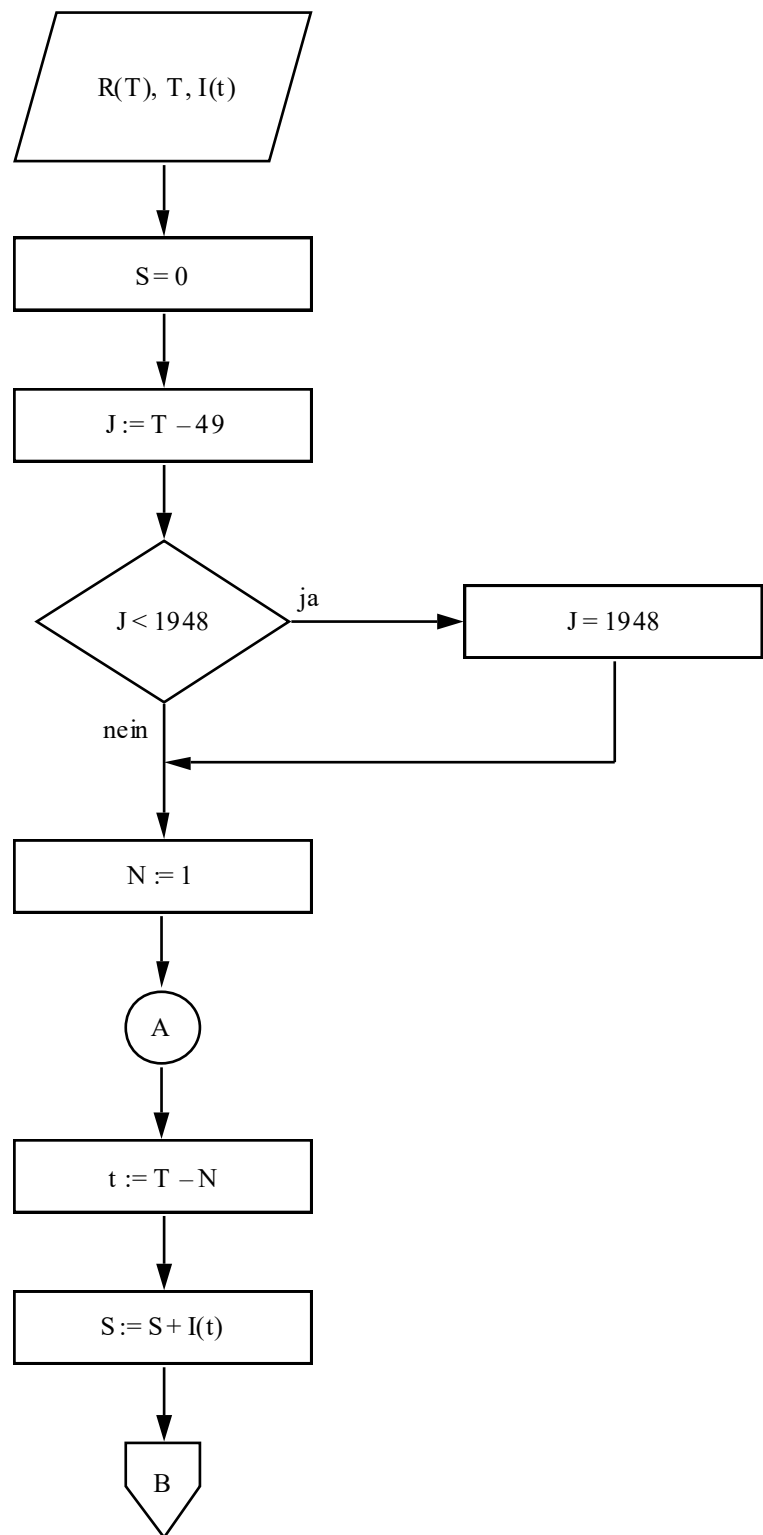 R(T), T, I(t)
S = 0
J := T – 49
J < 1948
ja
J = 1948
nein
N := 1
A
t := T – N
S := S + I(t)
B